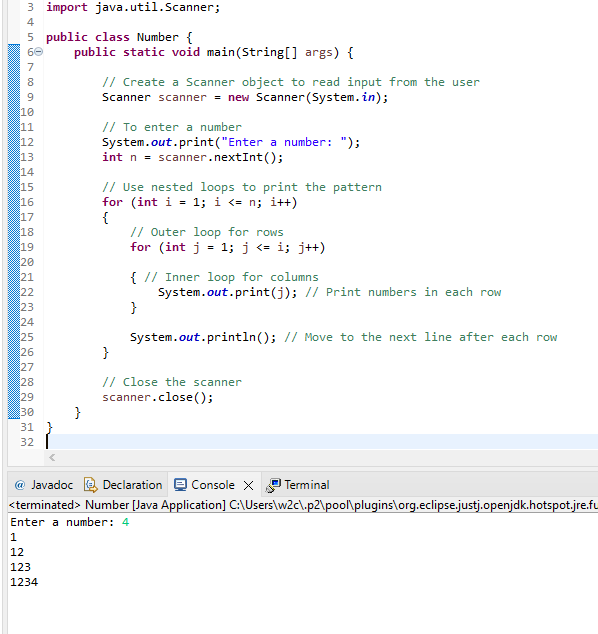 3 import java.util.Scanner;
4
5 public class Number {
6 public static void main(String[] args) {
7
8 // Create a Scanner object to read input from the user
9 Scanner scanner = new Scanner(System.in);
10
11 // To enter a number
12 System.out.print("Enter a number: ");
13 int n = scanner.nextInt();
14
15 // Use nested loops to print the pattern
16 for (int i = 1; i <= n; i++)
17 {
18 // Outer loop for rows
19 for (int j = 1; j <= i; j++)
20
21 { // Inner loop for columns
22 System.out.print(j); // Print numbers in each row
23 }
24
25 System.out.println(); // Move to the next line after each row
26 }
27
28 // Close the scanner
29 scanner.close();
30 }
31 }
32
@ Javadoc Declaration Console Terminal
<terminated> Number [Java Application] C:\Users\w2c\.p2\pool\plugins\org.eclipse.justj.openjdk.hotspot.jre.fu
Enter a number: 4
1
12
123
1234